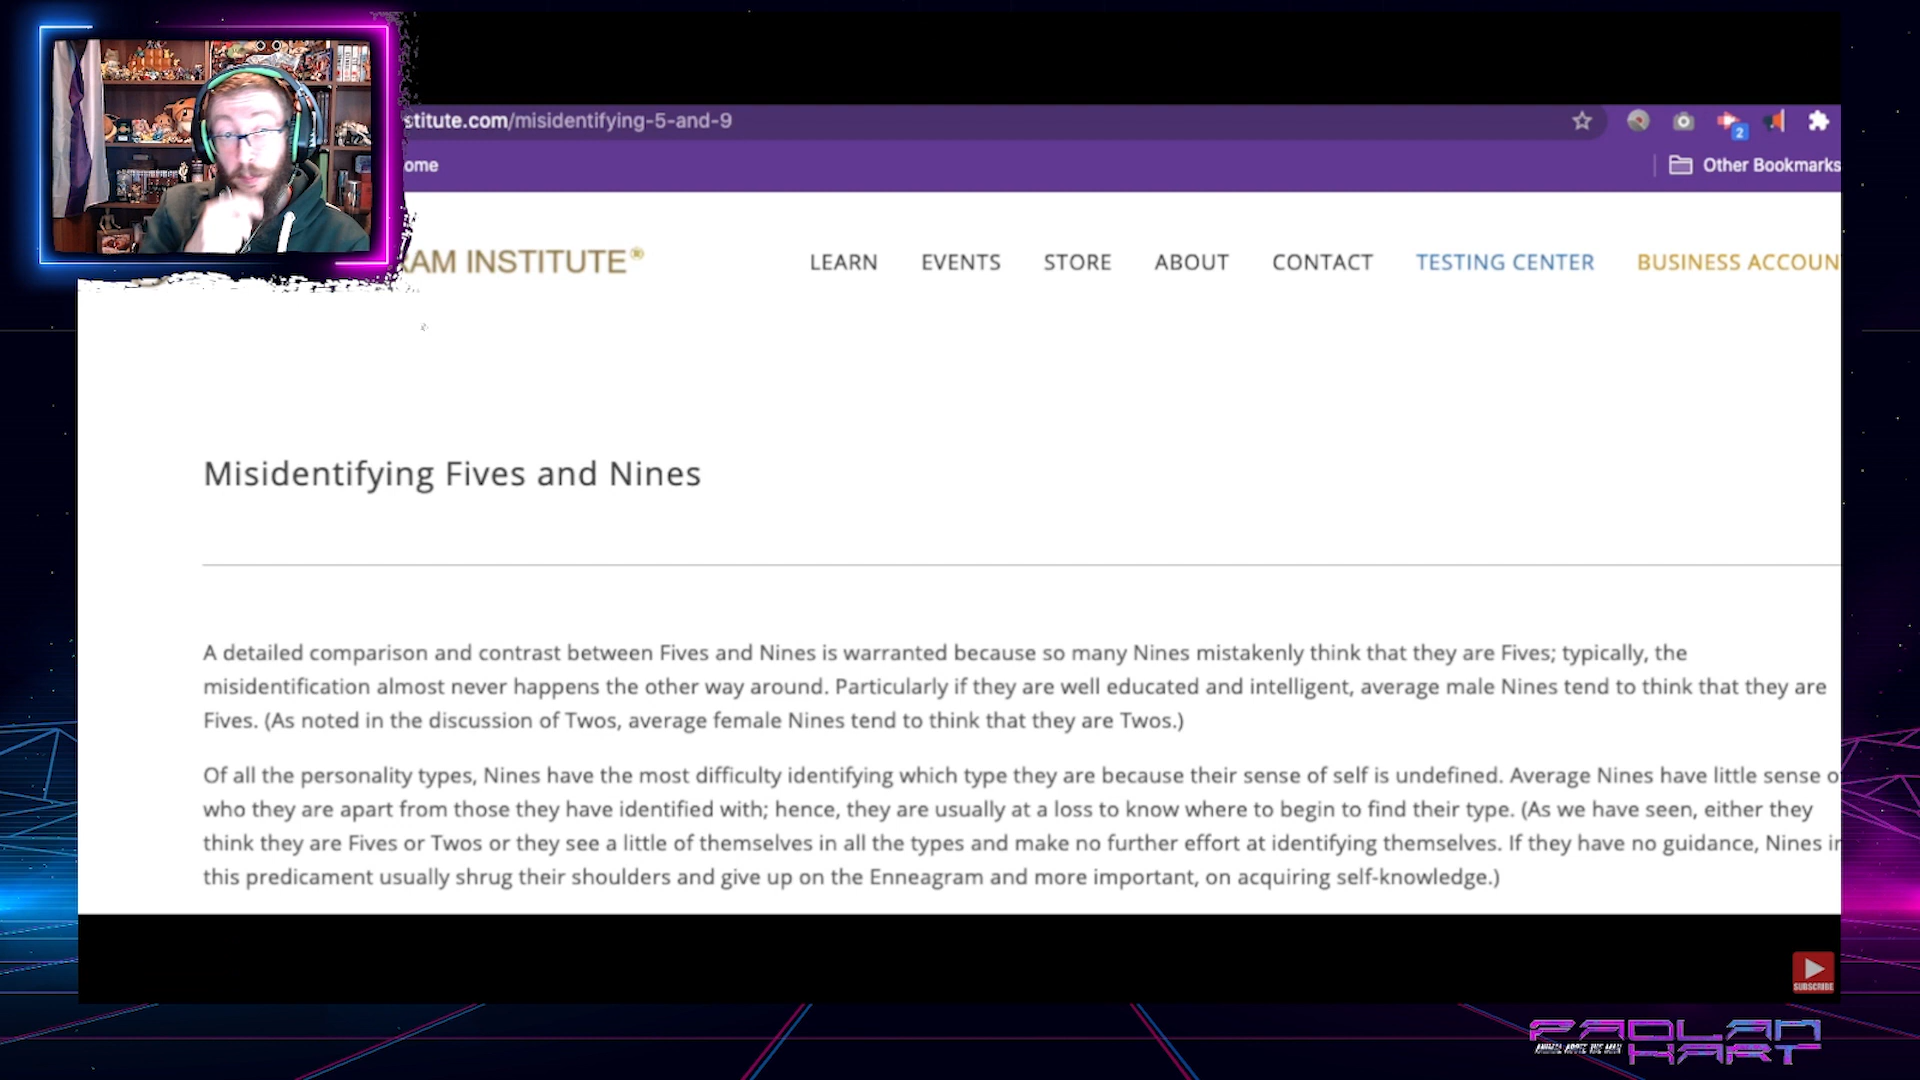 stitute.com/misidentifying-5-and-9
2
ome
Other Bookmarks
RAM INSTITUTE®
LEARN EVENTS STORE ABOUT CONTACT TESTING CENTER BUSINESS ACCOUN
Misidentifying Fives and Nines
A detailed comparison and contrast between Fives and Nines is warranted because so many Nines mistakenly think that they are Fives; typically, the
misidentification almost never happens the other way around. Particularly if they are well educated and intelligent, average male Nines tend to think that they are
Fives. (As noted in the discussion of Twos, average female Nines tend to think that they are Twos.)
Of all the personality types, Nines have the most difficulty identifying which type they are because their sense of self is undefined. Average Nines have little sense o
who they are apart from those they have identified with; hence, they are usually at a loss to know where to begin to find their type. (As we have seen, either they
think they are Fives or Twos or they see a little of themselves in all the types and make no further effort at identifying themselves. If they have no guidance, Nines in
this predicament usually shrug their shoulders and give up on the Enneagram and more important, on acquiring self-knowledge.)
SUBSCRIBE
PAOLAN
ANIMAL ABOVE THE MAN
HART